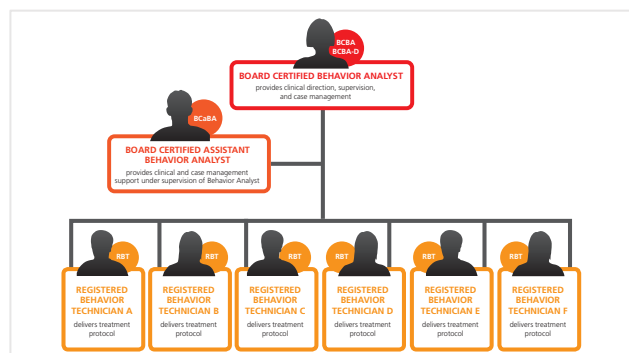 BCBA
BCBA-D
BOARD CERTIFIED BEHAVIOR ANALYST
provides clinical direction, supervision,
and case management
BCaBA
BOARD CERTIFIED ASSISTANT
BEHAVIOR ANALYST
provides clinical and case management
support under supervision of Behavior Analyst
RBT
REGISTERED
BEHAVIOR
TECHNICIAN A
delivers treatment
protocol
RBT
REGISTERED
BEHAVIOR
TECHNICIAN B
delivers treatment
protocol
RBT
REGISTERED
BEHAVIOR
TECHNICIAN C
delivers treatment
protocol
RBT
REGISTERED
BEHAVIOR
TECHNICIAN D
delivers treatment
protocol
RBT
REGISTERED
BEHAVIOR
TECHNICIAN E
delivers treatment
protocol
RBT
REGISTERED
BEHAVIOR
TECHNICIAN F
delivers treatment
protocol